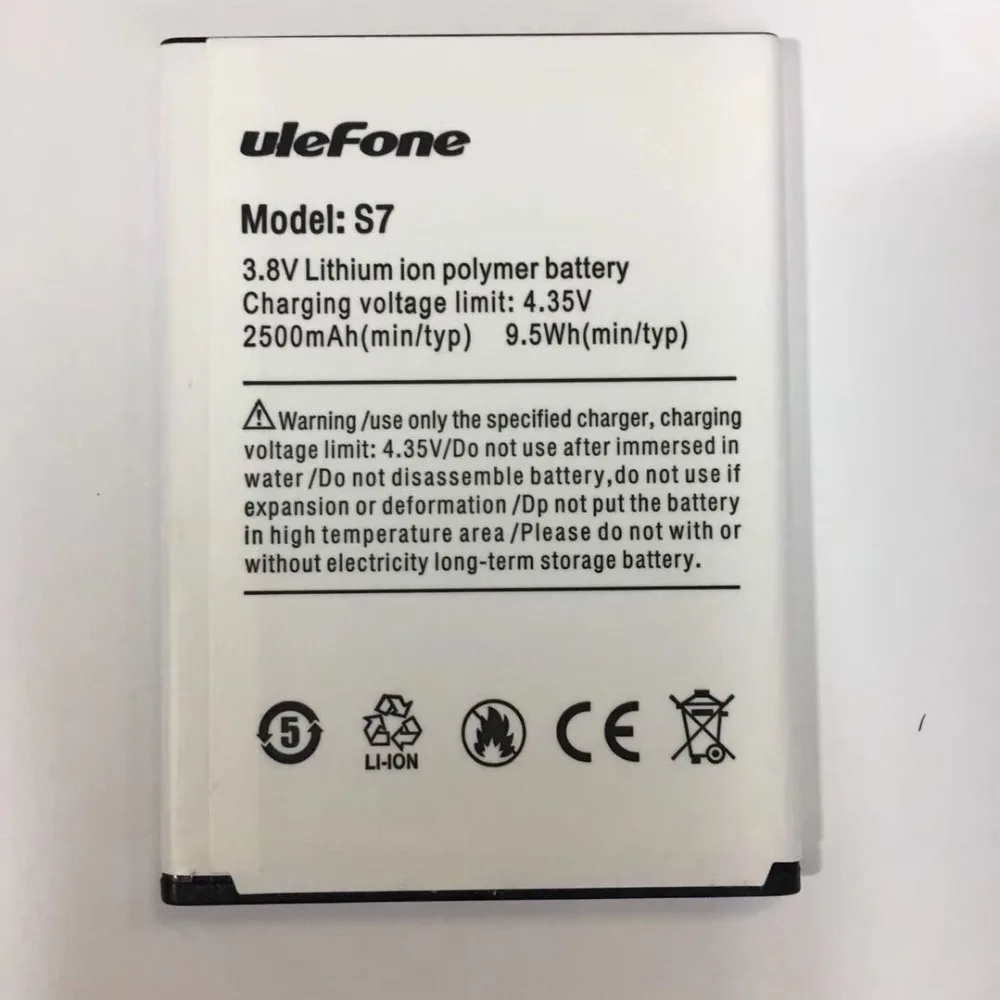 uleFone
Model: S7
3.8V Lithium ion polymer battery
Charging voltage limit: 4.35V
2500mAh(min/typ) 9.5Wh(min/typ)
Warning /use only the specified charger, charging
voltage limit: 4.35V/Do not use after immersed in
water /Do not disassemble battery,do not use if
expansion or deformation /Dp not put the battery
in high temperature area /Please do not with or
without electricity long-term storage battery.
5 LI-ION CE